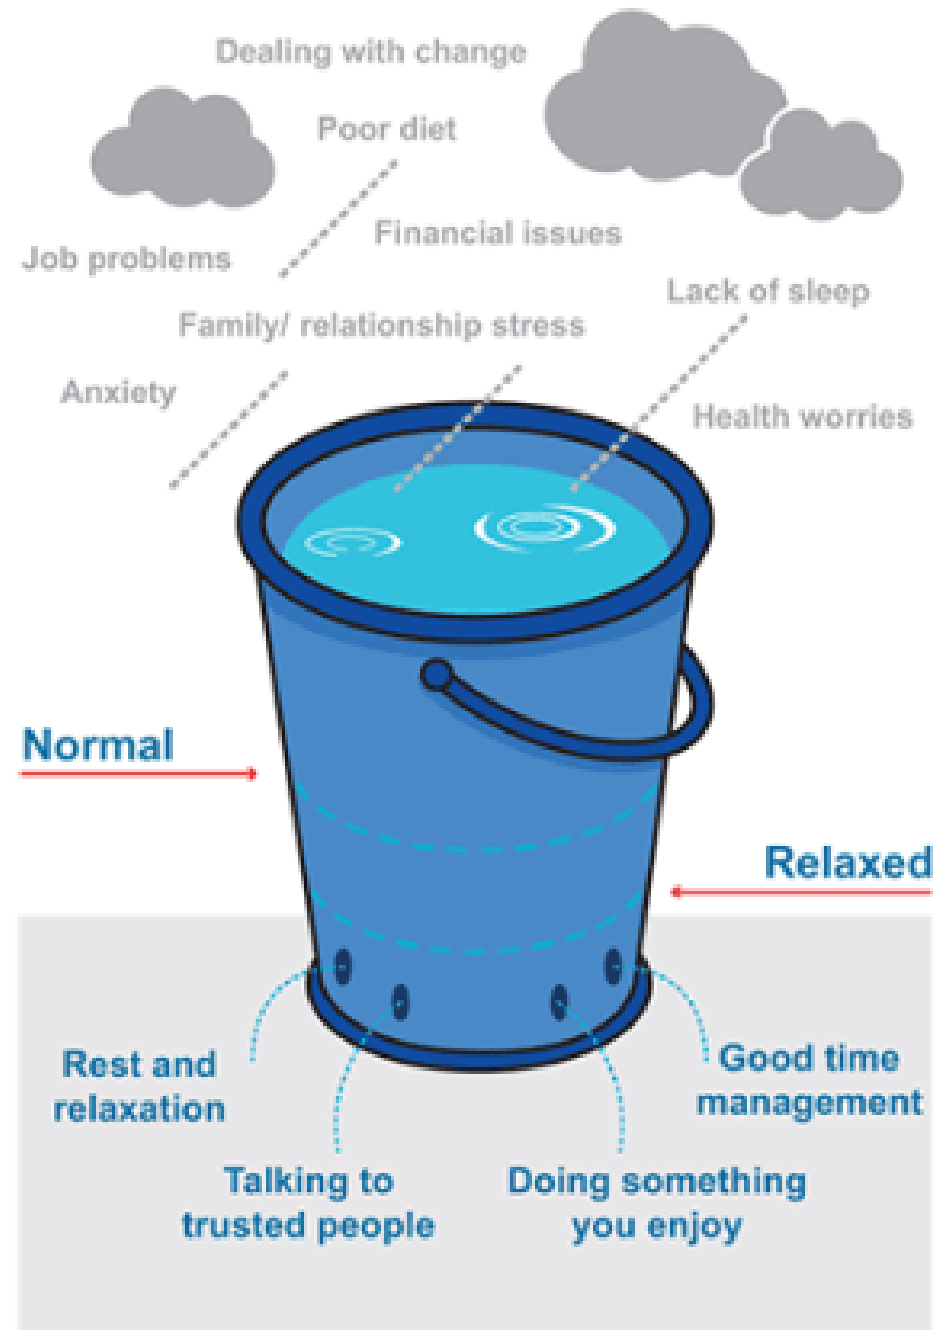 Dealing with change
Poor diet
Financial issues
Job problems
Lack of sleep
Family/ relationship stress
Anxiety
Health worries
Normal
Relaxed
Rest and
relaxation
Good time
management
Talking to
trusted people
Doing something
you enjoy